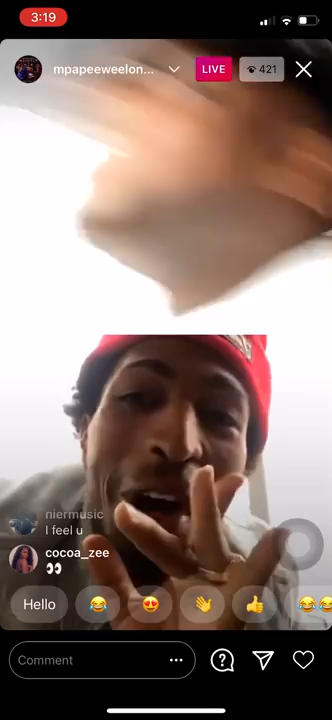 3:19
mpapeeweelon...
LIVE
421
niermusic
I feel u
cocoa_zee
👀
Hello
Comment